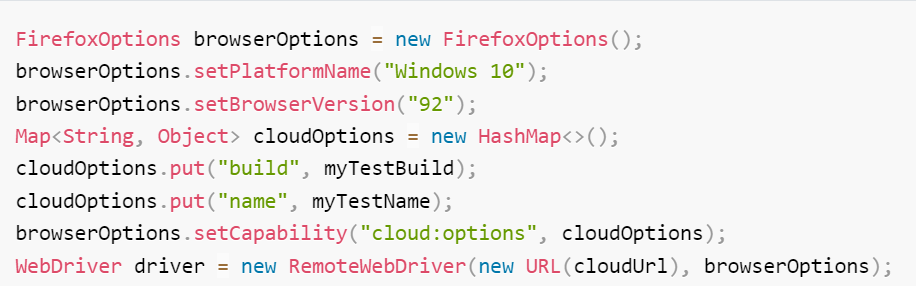 FirefoxOptions browserOptions = new FirefoxOptions();
browserOptions.setPlatformName("Windows 10");
browserOptions.setBrowserVersion("92");
Map<String, Object> cloudOptions = new HashMap<>();
cloudOptions.put("build", myTestBuild);
cloudOptions.put("name", myTestName);
browserOptions.setCapability("cloud:options", cloudOptions);
WebDriver driver = new RemoteWebDriver(new URL(cloudUrl), browserOptions);